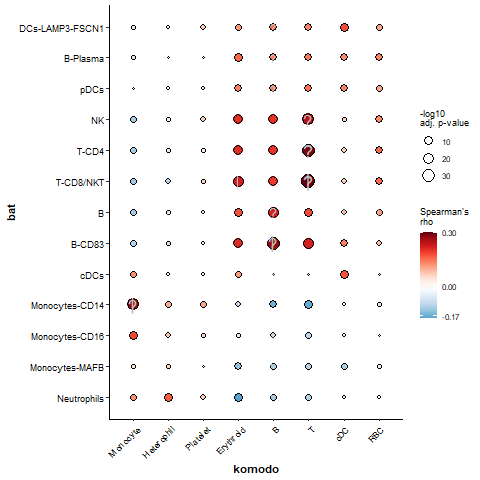 DCs-LAMP3-FSCN1
B-Plasma
pDCs
NK
T-CD4
T-CD8/NKT
B
B-CD83
cDCs
Monocytes-CD14
Monocytes-CD16
Monocytes-MAFB
Neutrophils
bat
Monocyte
Heterophil
Platelet
Erythroid
B
T
cDC
RBC
komodo
-log10
adj. p-value
10
20
30
Spearman's
rho
0.30
0.00
-0.17